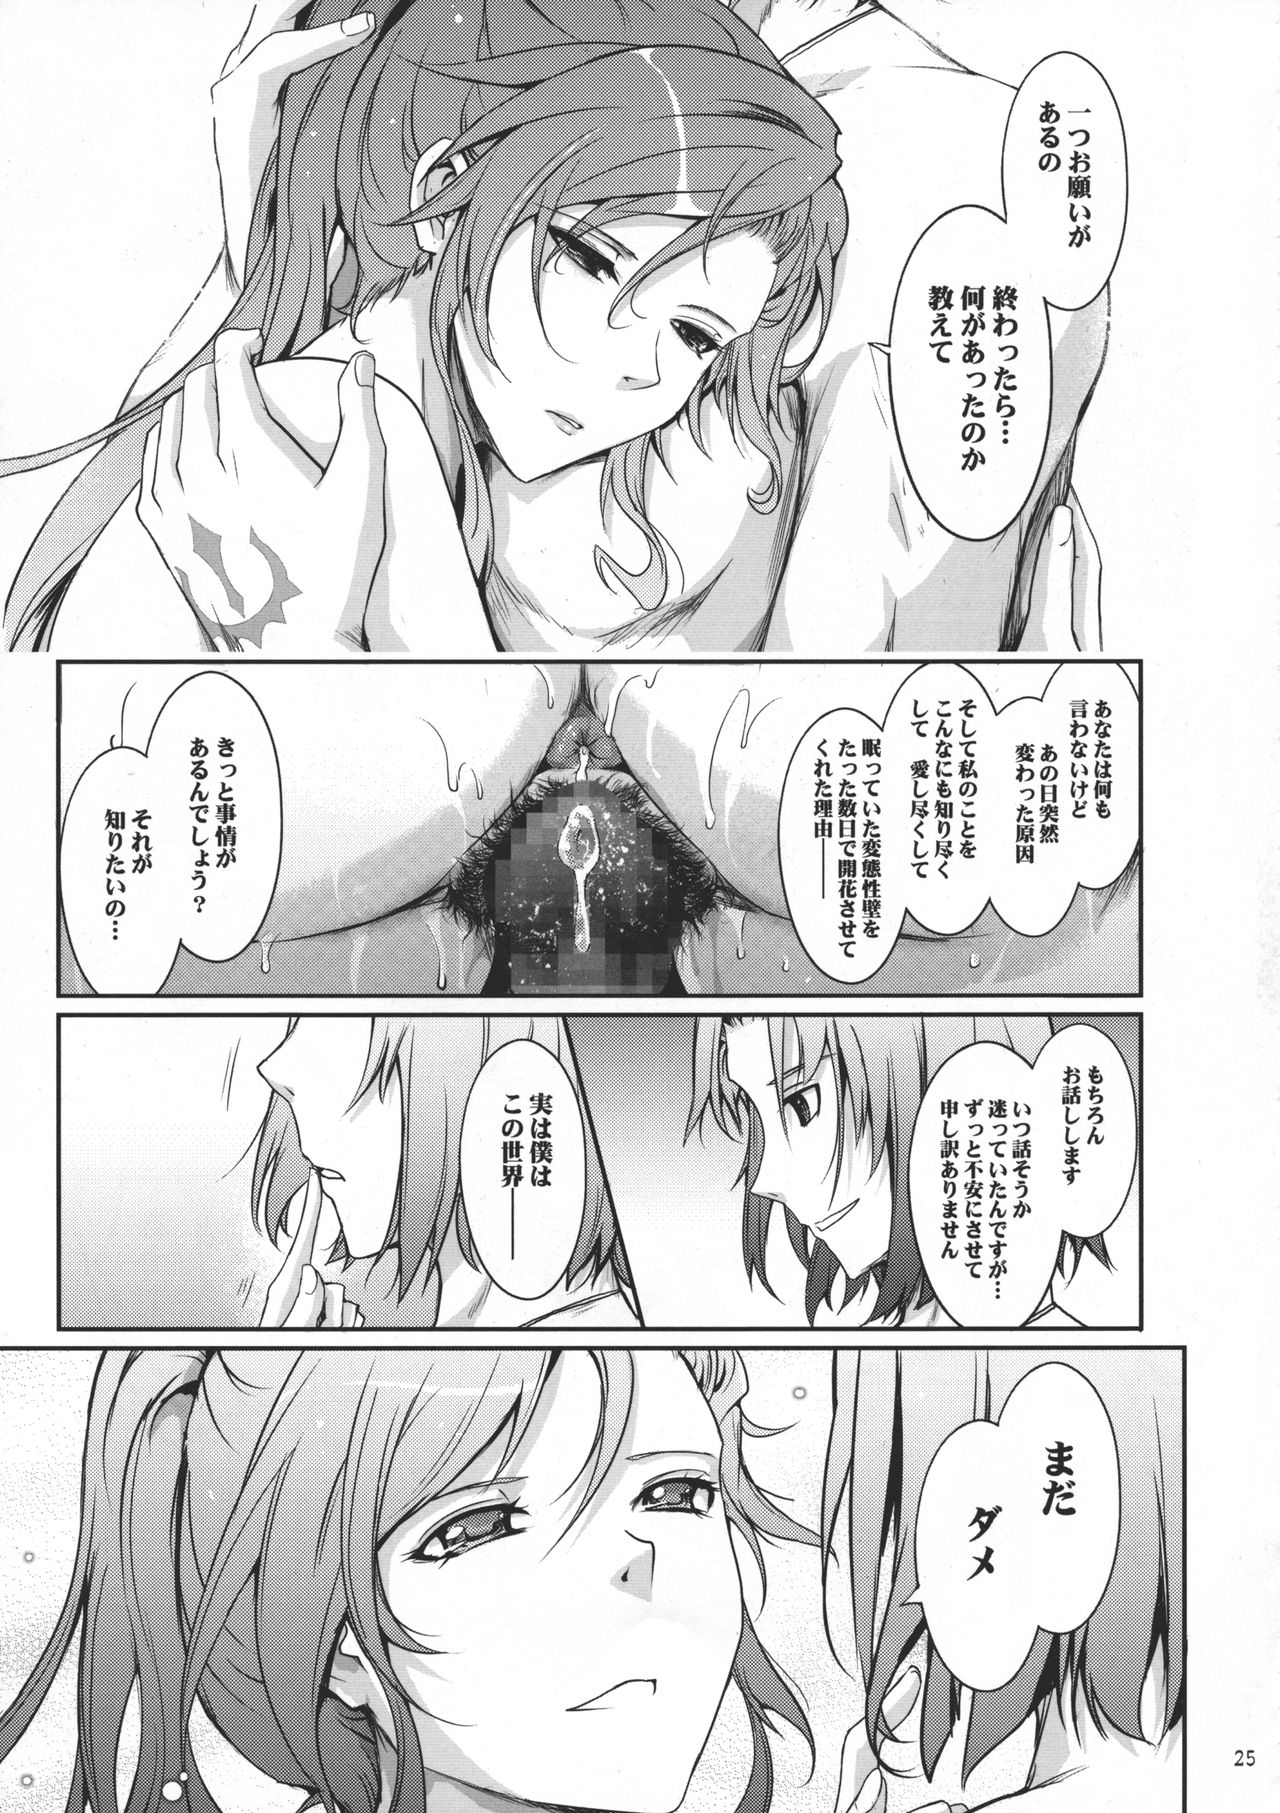 一つお願いが
あるの
終わったら…
何があったのか
教えて
あなたは何も
言わないけど
あの日突然
変わった原因
そして私のことを
こんなにも知り尽く
して　愛し尽くして
眠っていた変態性壁を
たった数日で開花させて
くれた理由――
きっと事情が
あるんでしょう？
それが
知りたいの…
もちろん
お話しします
いつ話そうか
迷っていたんですが…
ずっと不安にさせて
申し訳ありません
実は僕は
この世界――
まだ
ダメ
25